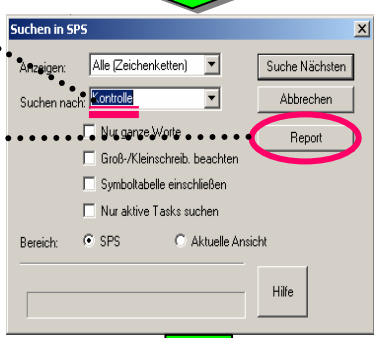 Suchen in SPS
Anzeigen: Alle (Zeichenketten) Suche Nächsten
Suchen nach: Kontrolle Abbrechen
Nur ganze Worte Report
Groß-/Kleinschreib. beachten
Symboltabelle einschließen
Nur aktive Tasks suchen
Bereich: SPS Aktuelle Ansicht
Hilfe